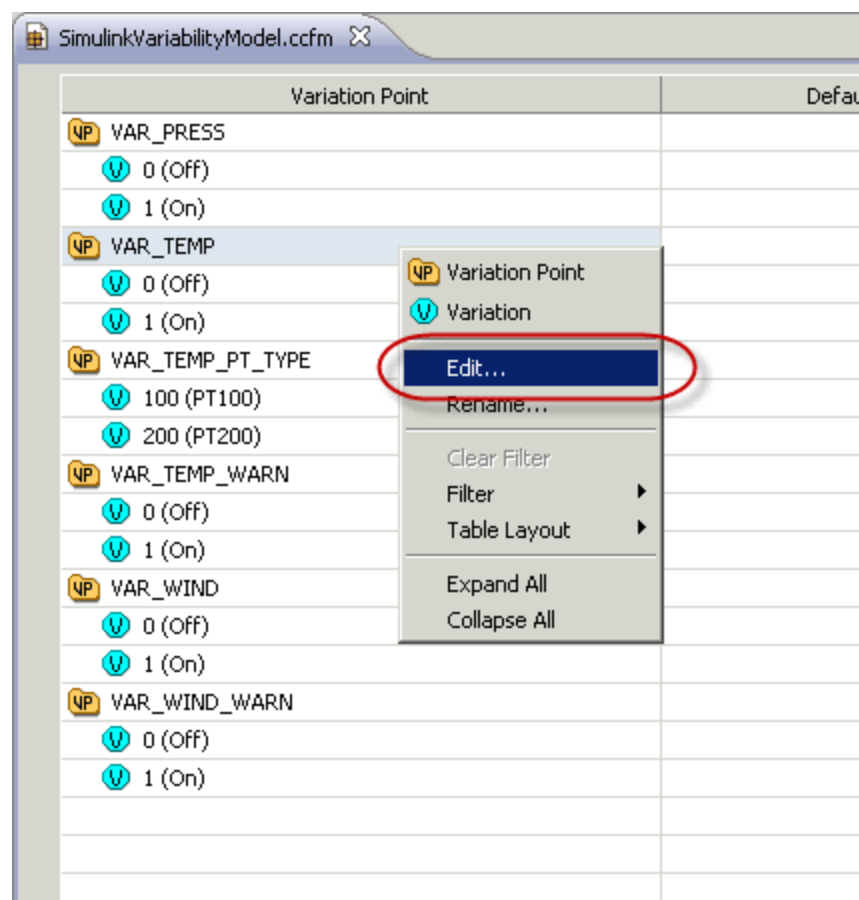 SimulinkVariabilityModel.ccfm
Variation Point Defau
VP VAR_PRESS
V 0 (Off)
V 1 (On)
VP VAR_TEMP
V 0 (Off)
V 1 (On)
VP VAR_TEMP_PT_TYPE
V 100 (PT100)
V 200 (PT200)
VP VAR_TEMP_WARN
V 0 (Off)
V 1 (On)
VP VAR_WIND
V 0 (Off)
V 1 (On)
VP VAR_WIND_WARN
V 0 (Off)
V 1 (On)
VP Variation Point
V Variation
Edit...
Rename...
Clear Filter
Filter
Table Layout
Expand All
Collapse All